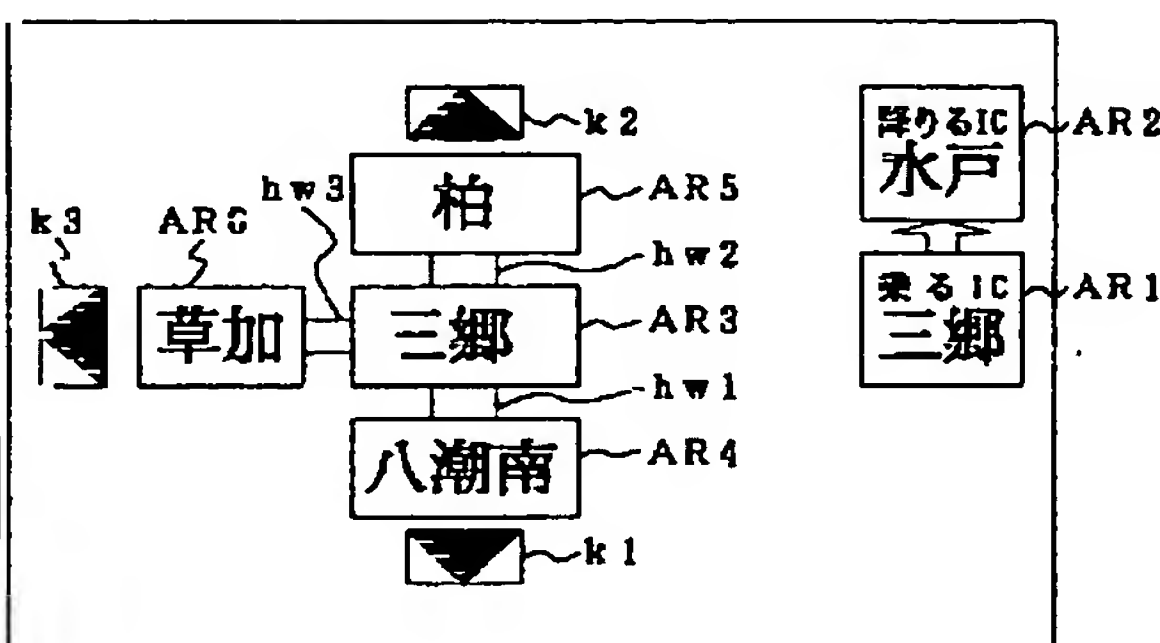 k2
降りるIC
水戸
AR2
柏
AR5
hw3
k3
AR6
hw2
乗るIC
三郷
AR1
草加
三郷
AR3
hw1
八潮南
AR4
k1